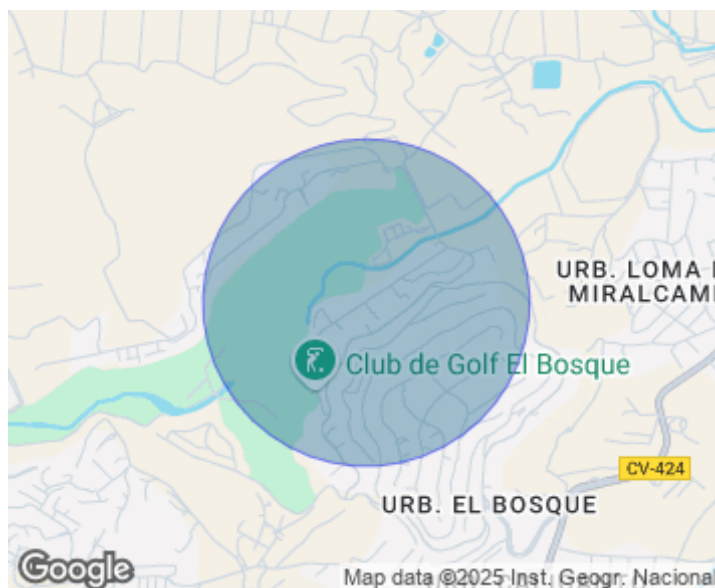 URB. LOMA
MIRALCAM
Club de Golf El Bosque
CV-424
URB. EL BOSQUE
Google
Map data ©2025 Inst. Geogr. Nacional